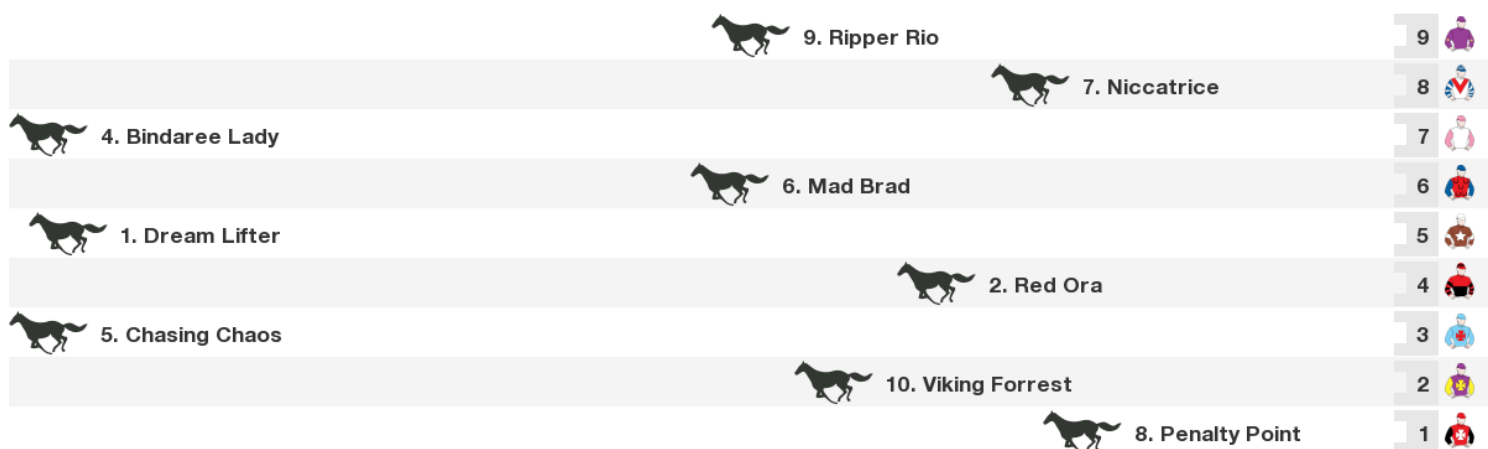 9. Ripper Rio 9
7. Niccatrice 8
4. Bindaree Lady 7
6. Mad Brad 6
1. Dream Lifter 5
2. Red Ora 4
5. Chasing Chaos 3
10. Viking Forrest 2
8. Penalty Point 1